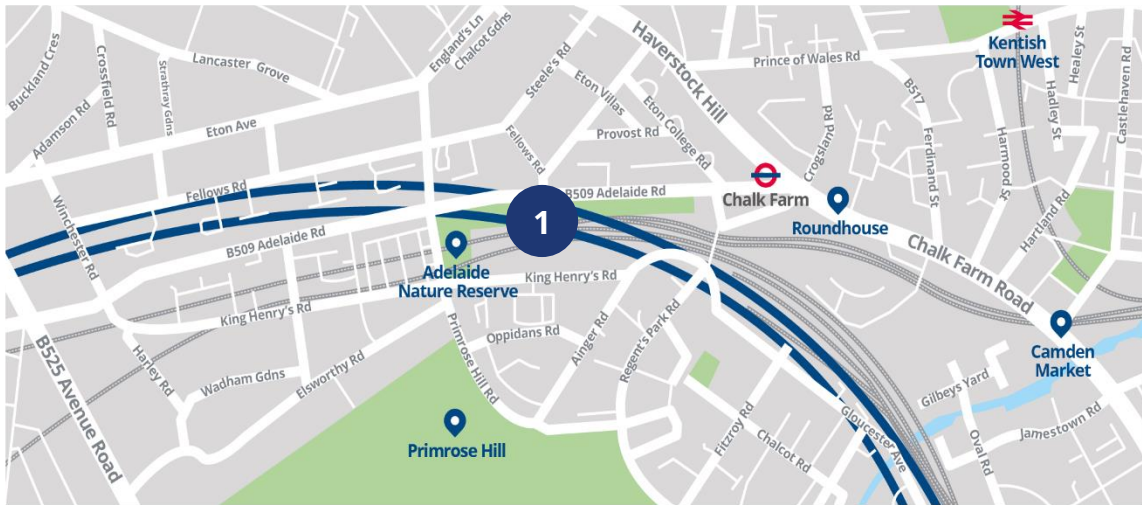 Buckland Cres
Crossfield Rd
Strathray Gdns
Lancaster Grove
England's Ln
Chalcot Gdns
Steele's Rd
Haverstock Hill
Prince of Wales Rd
Kentish
Town West
Healey St
Hadley St
Castlehaven Rd
Adamson Rd
Eton Ave
Eton Villas
Eton College Rd
Provost Rd
Fellows Rd
Crogsland Rd
B517
Ferdinand St
Harmood St
Hartland Rd
Fellows Rd
Winchester Rd
B509 Adelaide Rd
1
B509 Adelaide Rd
Chalk Farm
Roundhouse
Chalk Farm Road
Adelaide
Nature Reserve
King Henry's Rd
King Henry's Rd
B525 Avenue Road
Harley Rd
Wadham Gdns
Elsworthy Rd
Primrose Hill Rd
Oppidans Rd
Ainger Rd
Regent's Park Rd
Camden
Market
Gilbeys Yard
Primrose Hill
Fitzroy Rd
Chalcot Rd
Gloucester Ave
Oval Rd
Jamestown Rd